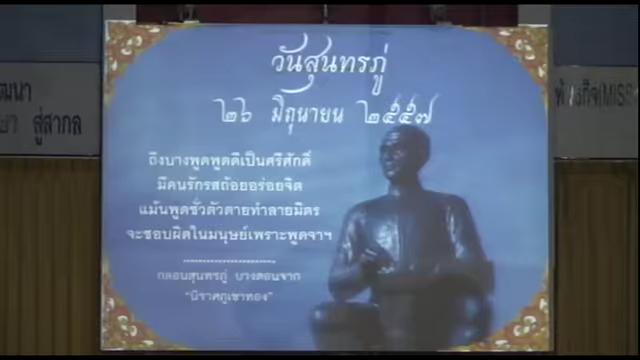 วันสุนทรภู่
๒๖ มิถุนายน ๒๕๕๗
ถึงบางพูดพูดดีเป็นศรีศักดิ์
มีคนรักรสถ้อยอร่อยจิต
แม้นพูดชั่วตัวตายทำลายมิตร
จะชอบผิดในมนุษย์เพราะพูดจาฯ
กลอนสุนทรภู่ บางตอนจาก
"นิราศภูเขาทอง"
สู่สากล